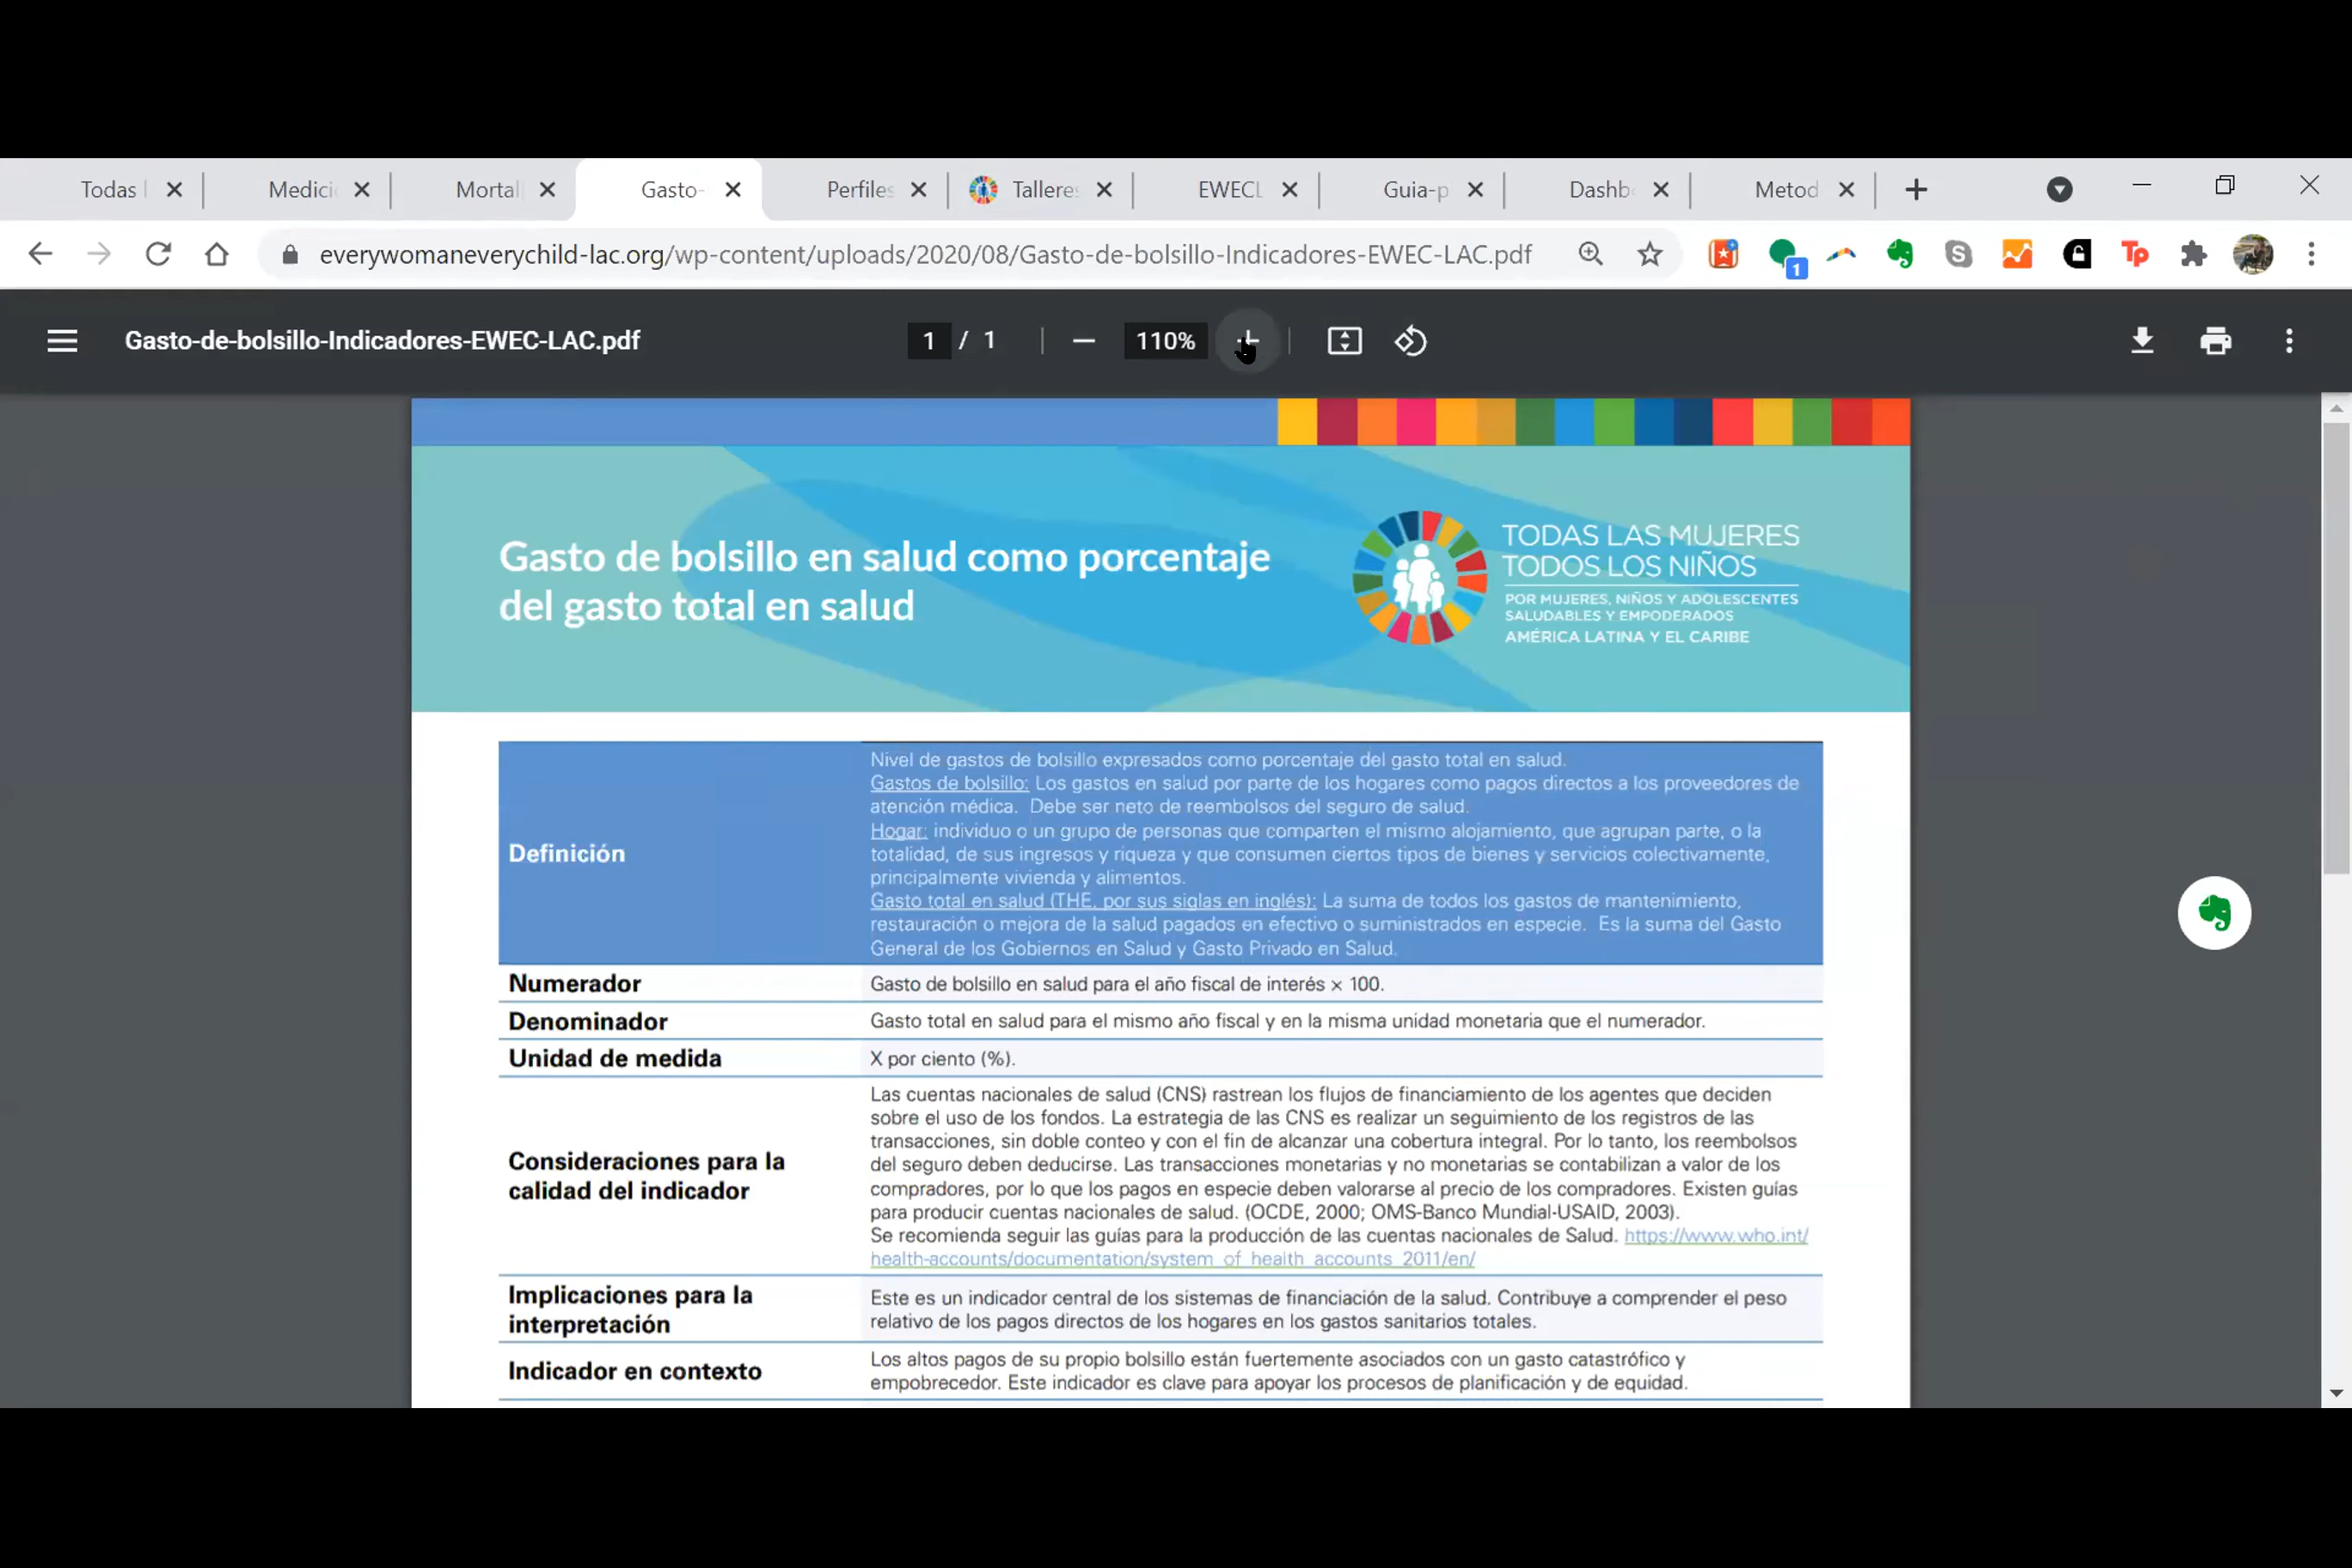 Todas
Medici
Mortal
Gasto-
Perfiles
Talleres
EWECL
Guia-p
Dashb
Metod
everywomaneverychild-lac.org/wp-content/uploads/2020/08/Gasto-de-bolsillo-Indicadores-EWEC-LAC.pdf
1
Tp
Gasto-de-bolsillo-Indicadores-EWEC-LAC.pdf
1 / 1
110%
Gasto de bolsillo en salud como porcentaje
del gasto total en salud
TODAS LAS MUJERES
TODOS LOS NIÑOS
POR MUJERES, NIÑOS Y ADOLESCENTES
SALUDABLES Y EMPODERADOS
AMÉRICA LATINA Y EL CARIBE
Definición
Nivel de gastos de bolsillo expresados como porcentaje del gasto total en salud.
Gastos de bolsillo: Los gastos en salud por parte de los hogares como pagos directos a los proveedores de
atención médica. Debe ser neto de reembolsos del seguro de salud.
Hogar: individuo o un grupo de personas que comparten el mismo alojamiento, que agrupan parte, o la
totalidad, de sus ingresos y riqueza y que consumen ciertos tipos de bienes y servicios colectivamente,
principalmente vivienda y alimentos.
Gasto total en salud (THE, por sus siglas en inglés): La suma de todos los gastos de mantenimiento,
restauración o mejora de la salud pagados en efectivo o suministrados en especie. Es la suma del Gasto
General de los Gobiernos en Salud y Gasto Privado en Salud.
Numerador
Gasto de bolsillo en salud para el año fiscal de interés × 100.
Denominador
Gasto total en salud para el mismo año fiscal y en la misma unidad monetaria que el numerador.
Unidad de medida
X por ciento (%).
Consideraciones para la
calidad del indicador
Las cuentas nacionales de salud (CNS) rastrean los flujos de financiamiento de los agentes que deciden
sobre el uso de los fondos. La estrategia de las CNS es realizar un seguimiento de los registros de las
transacciones, sin doble conteo y con el fin de alcanzar una cobertura integral. Por lo tanto, los reembolsos
del seguro deben deducirse. Las transacciones monetarias y no monetarias se contabilizan a valor de los
compradores, por lo que los pagos en especie deben valorarse al precio de los compradores. Existen guías
para producir cuentas nacionales de salud. (OCDE, 2000; OMS-Banco Mundial-USAID, 2003).
Se recomienda seguir las guías para la producción de las cuentas nacionales de Salud. https://www.who.int/
health-accounts/documentation/system_of_health_accounts_2011/en/
Implicaciones para la
interpretación
Este es un indicador central de los sistemas de financiación de la salud. Contribuye a comprender el peso
relativo de los pagos directos de los hogares en los gastos sanitarios totales.
Indicador en contexto
Los altos pagos de su propio bolsillo están fuertemente asociados con un gasto catastrófico y
empobrecedor. Este indicador es clave para apoyar los procesos de planificación y de equidad.